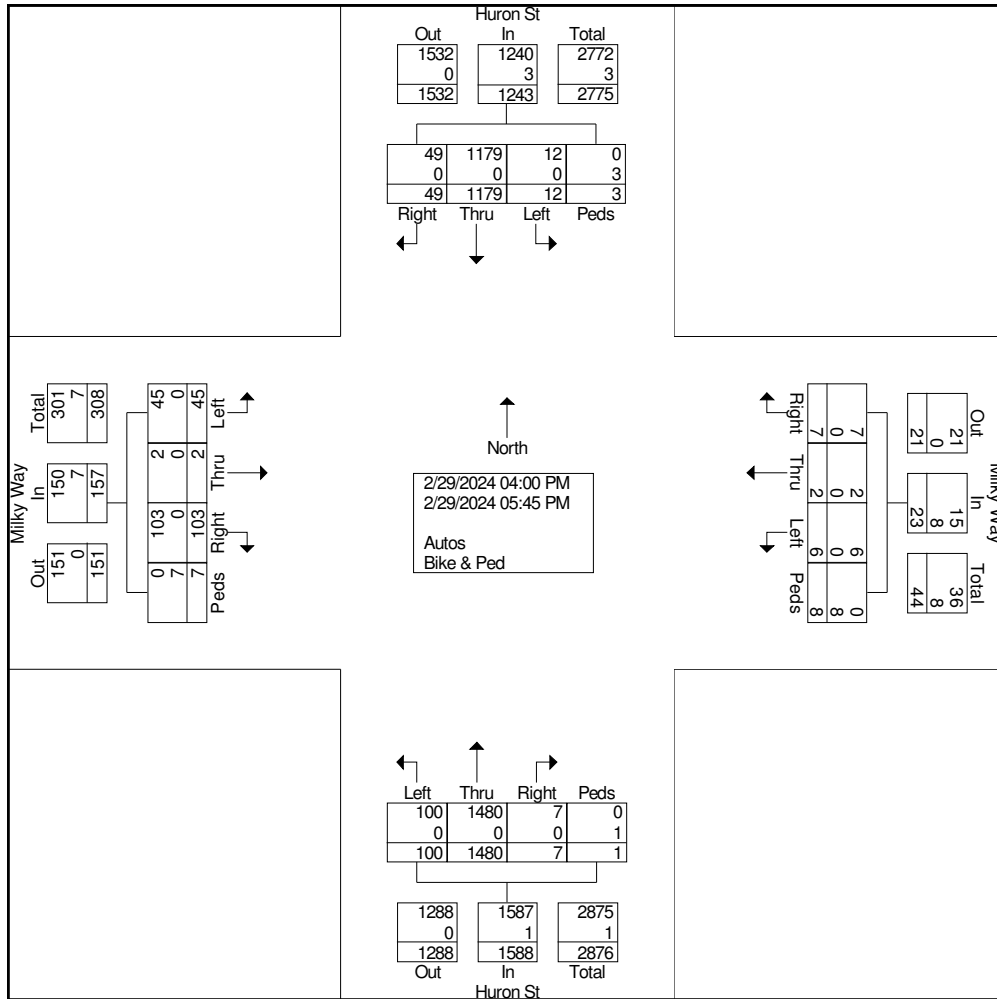 Huron St
Out In Total
1532 1240 2772
0 3 3
1532 1243 2775
49 1179 12 0
0 0 0 3
49 1179 12 3
Right Thru Left Peds
Milky Way
Out In Total
151 150 301
0 7 7
151 157 308
Left 45 0 45
Thru 2 0 2
Right 103 0 103
Peds 0 7 7
North
2/29/2024 04:00 PM
2/29/2024 05:45 PM
Autos
Bike & Ped
Right 7 0 7
Thru 2 0 2
Left 6 0 6
Peds 0 8 8
Out In Total
21 15 36
0 8 8
21 23 44
Milky Way
Left Thru Right Peds
100 1480 7 0
0 0 0 1
100 1480 7 1
1288 1587 2875
0 1 1
1288 1588 2876
Out In Total
Huron St